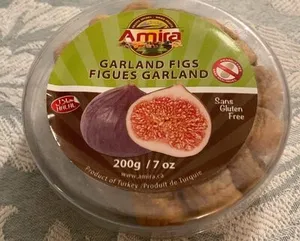 Amira
GARLAND FIGS
FIGUES GARLAND
Sans
Gluten
Free
200g / 7 oz
www.amira.ca
Product of Turkey / Produit de Turquie